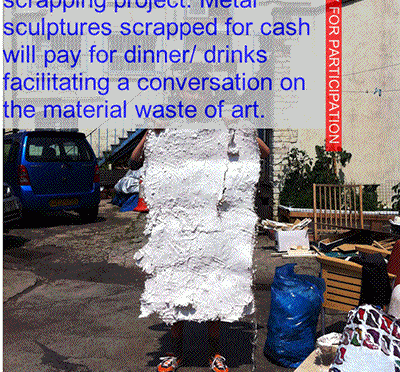 scrapping project. Metal
sculptures scrapped for cash
will pay for dinner/ drinks
facilitating a conversation on
the material waste of art.
FOR PARTICIPATION